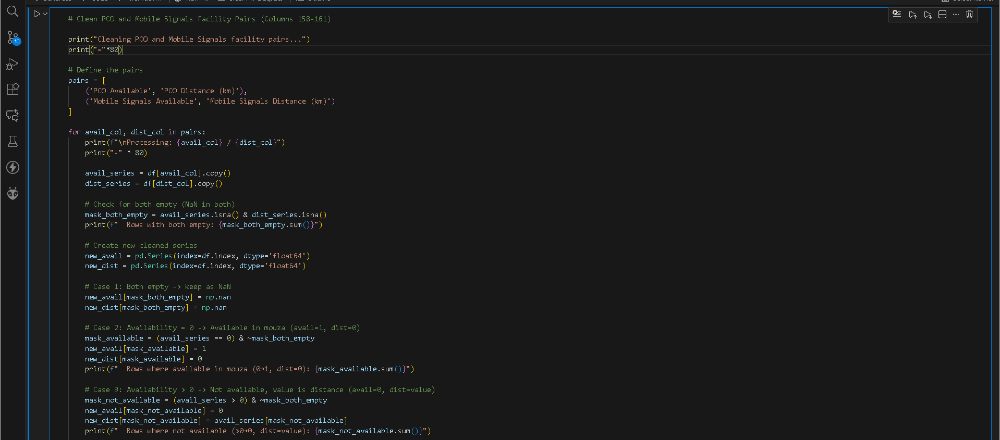 10
# Clean PCO and Mobile Signals Facility Pairs (Columns 158-161)
print("Cleaning PCO and Mobile Signals facility pairs...")
print("="*80)
# Define the pairs
pairs = [
('PCO Available', 'PCO Distance (km)'),
('Mobile Signals Available', 'Mobile Signals Distance (km)')
]
for avail_col, dist_col in pairs:
print(f"\nProcessing: {avail_col} / {dist_col}")
print("-" * 80)
avail_series = df[avail_col].copy()
dist_series = df[dist_col].copy()
# Check for both empty (NaN in both)
mask_both_empty = avail_series.isna() & dist_series.isna()
print(f"  Rows with both empty: {mask_both_empty.sum()}")
# Create new cleaned series
new_avail = pd.Series(index=df.index, dtype='float64')
new_dist = pd.Series(index=df.index, dtype='float64')
# Case 1: Both empty -> keep as NaN
new_avail[mask_both_empty] = np.nan
new_dist[mask_both_empty] = np.nan
# Case 2: Availability = 0 -> Available in mouza (avail=1, dist=0)
mask_available = (avail_series == 0) & ~mask_both_empty
new_avail[mask_available] = 1
new_dist[mask_available] = 0
print(f"  Rows where available in mouza (0→1, dist=0): {mask_available.sum()}")
# Case 3: Availability > 0 -> Not available, value is distance (avail=0, dist=value)
mask_not_available = (avail_series > 0) & ~mask_both_empty
new_avail[mask_not_available] = 0
new_dist[mask_not_available] = avail_series[mask_not_available]
print(f"  Rows where not available (>0→0, dist=value): {mask_not_available.sum()}")